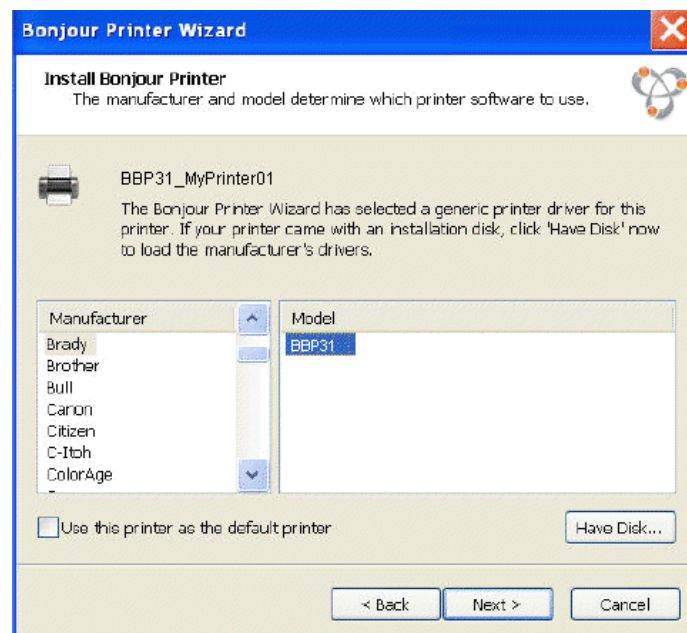 Bonjour Printer Wizard
Install Bonjour Printer
The manufacturer and model determine which printer software to use.
BBP31_MyPrinter01
The Bonjour Printer Wizard has selected a generic printer driver for this
printer. If your printer came with an installation disk, click 'Have Disk' now
to load the manufacturer's drivers.
Manufacturer
Brady
Brother
Bull
Canon
Citizen
C-Itoh
ColorAge
Model
BBP31
Use this printer as the default printer
Have Disk...
< Back
Next >
Cancel